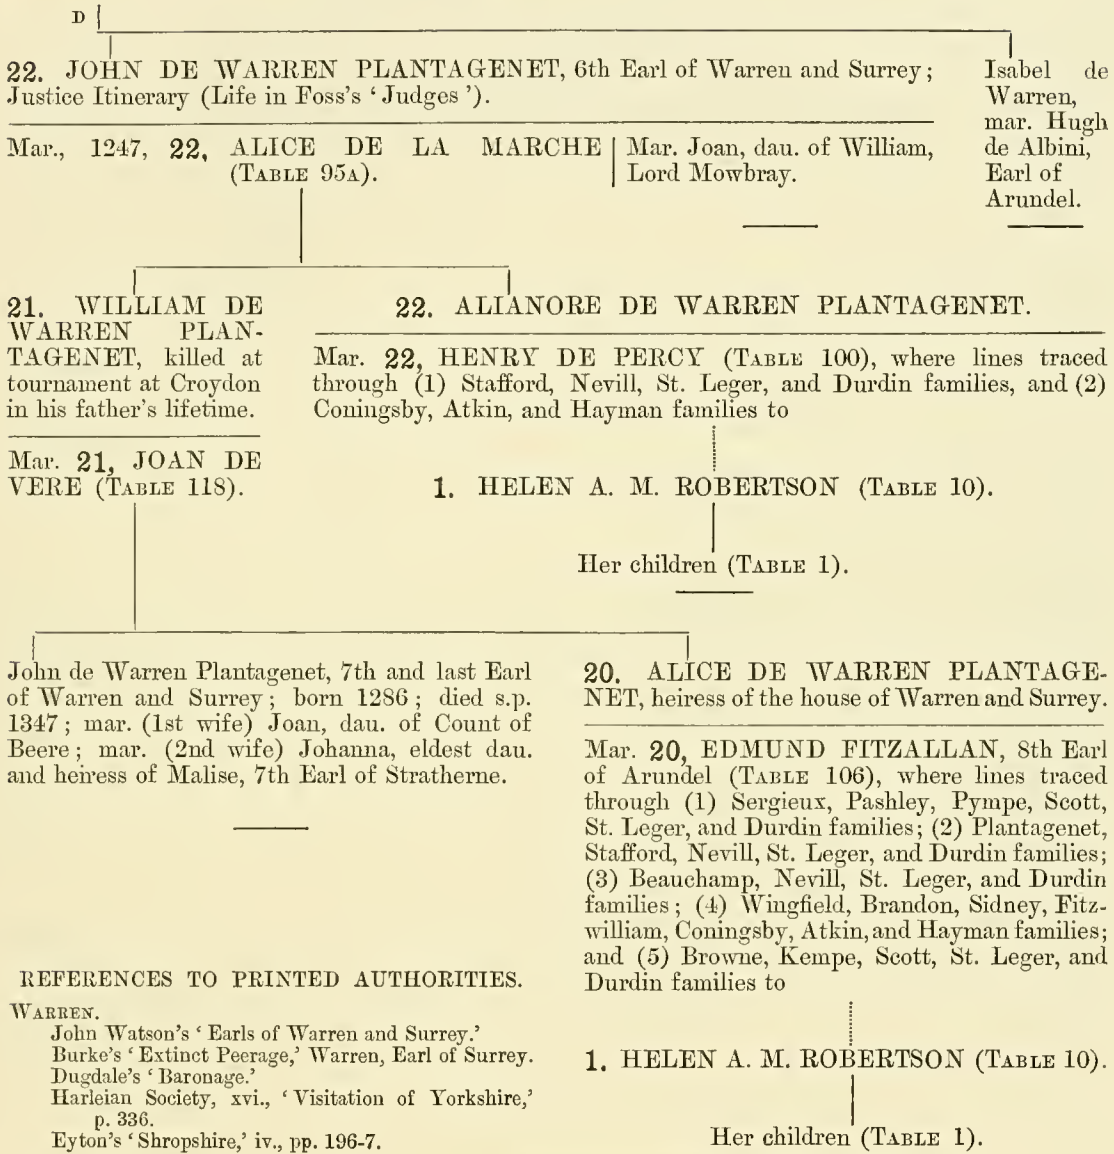 D
22. JOHN DE WARREN PLANTAGENET, 6th Earl of Warren and Surrey;
Justice Itinerary (Life in Foss's ‘Judges’).
Isabel de
Warren,
mar. Hugh
de Albini,
Earl of
Arundel.
Mar., 1247, 22, ALICE DE LA MARCHE
(TABLE 95A).
Mar. Joan, dau. of William,
Lord Mowbray.
21. WILLIAM DE
WARREN PLAN-
TAGENET, killed at
tournament at Croydon
in his father's lifetime.
Mar. 21, JOAN DE
VERE (TABLE 118).
22. ALIANORE DE WARREN PLANTAGENET.
Mar. 22, HENRY DE PERCY (TABLE 100), where lines traced
through (1) Stafford, Nevill, St. Leger, and Durdin families, and (2)
Coningsby, Atkin, and Hayman families to
1. HELEN A. M. ROBERTSON (TABLE 10).
Her children (TABLE 1).
John de Warren Plantagenet, 7th and last Earl
of Warren and Surrey; born 1286; died s.p.
1347; mar. (1st wife) Joan, dau. of Count of
Beere; mar. (2nd wife) Johanna, eldest dau.
and heiress of Malise, 7th Earl of Stratherne.
20. ALICE DE WARREN PLANTAGE-
NET, heiress of the house of Warren and Surrey.
Mar. 20, EDMUND FITZALLAN, 8th Earl
of Arundel (TABLE 106), where lines traced
through (1) Sergieux, Pashley, Pympe, Scott,
St. Leger, and Durdin families; (2) Plantagenet,
Stafford, Nevill, St. Leger, and Durdin families;
(3) Beauchamp, Nevill, St. Leger, and Durdin
families; (4) Wingfield, Brandon, Sidney, Fitz-
william, Coningsby, Atkin, and Hayman families;
and (5) Browne, Kempe, Scott, St. Leger, and
Durdin families to
1. HELEN A. M. ROBERTSON (TABLE 10).
Her children (TABLE 1).
REFERENCES TO PRINTED AUTHORITIES.
WARREN.
John Watson's ‘Earls of Warren and Surrey.’
Burke's ‘Extinct Peerage,’ Warren, Earl of Surrey.
Dugdale's ‘Baronage.’
Harleian Society, xvi., ‘Visitation of Yorkshire,’
p. 336.
Eyton's ‘Shropshire,’ iv., pp. 196-7.